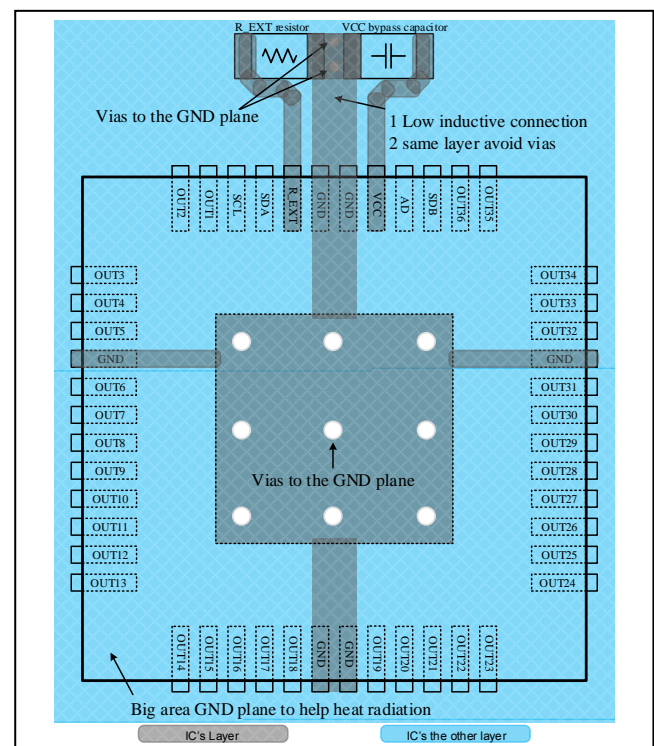 R_EXT resistor
VCC bypass capacitor
Vias to the GND plane
1 Low inductive connection
2 same layer avoid vias
OUT2
OUT1
SCL
SDA
R_EXT
GND
GND
VCC
AD
SDB
OUT36
OUT35
OUT3
OUT4
OUT5
GND
OUT6
OUT7
OUT8
OUT9
OUT10
OUT11
OUT12
OUT13
OUT34
OUT33
OUT32
GND
OUT31
OUT30
OUT29
OUT28
OUT27
OUT26
OUT25
OUT24
Vias to the GND plane
OUT14
OUT15
OUT16
OUT17
OUT18
GND
GND
OUT19
OUT20
OUT21
OUT22
OUT23
Big area GND plane to help heat radiation
IC's Layer
IC's the other layer